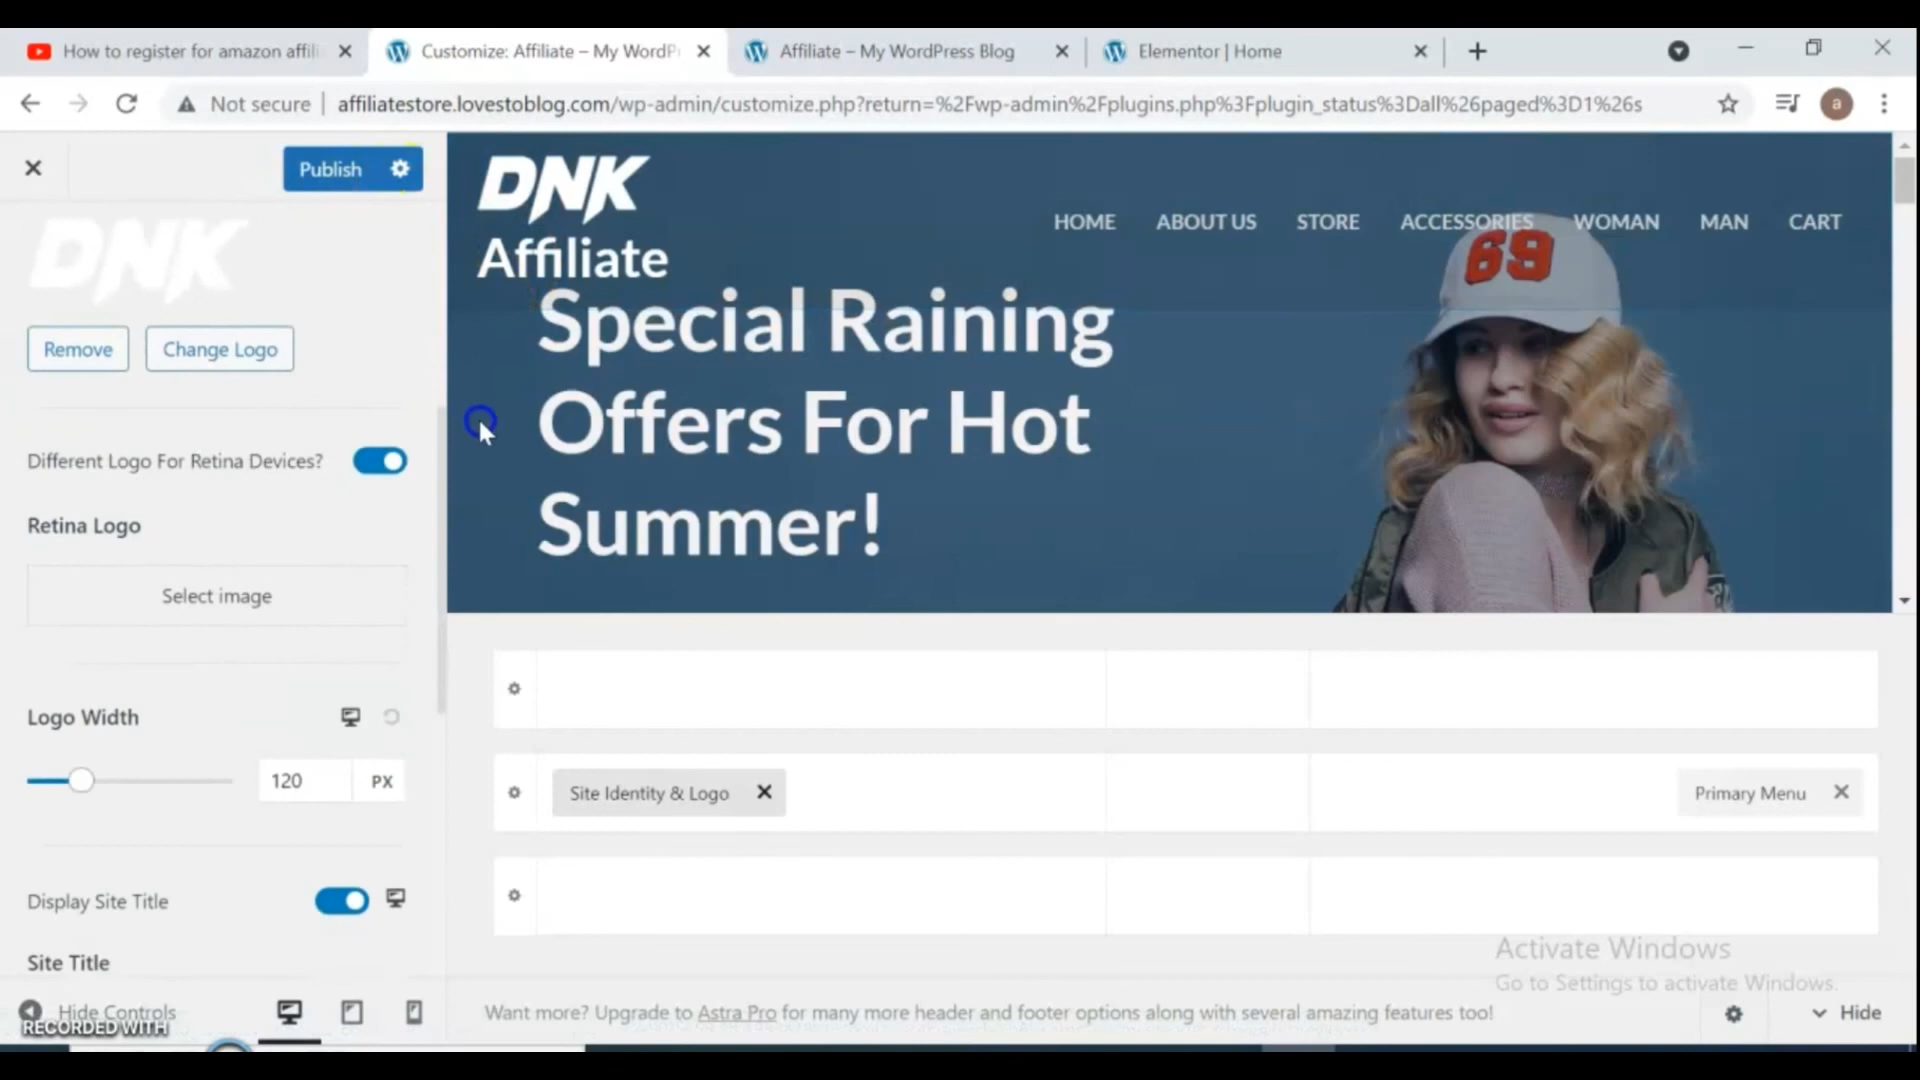 How to register for amazon affili
Customize: Affiliate – My WordP
Affiliate – My WordPress Blog
Elementor | Home
Not secure
affiliatestore.lovestoblog.com/wp-admin/customize.php?return=%2Fwp-admin%2Fplugins.php%3Fplugin_status%3Dall%26paged%3D1%26s
a
Publish
DNK
Remove
Change Logo
Different Logo For Retina Devices?
Retina Logo
Select image
Logo Width
120
PX
Display Site Title
Site Title
Hide Controls
RECORDED WITH
DNK
Affiliate
HOME
ABOUT US
STORE
ACCESSORIES
WOMAN
MAN
CART
69
Special Raining
Offers For Hot
Summer!
Site Identity & Logo
Primary Menu
Activate Windows
Go to Settings to activate Windows.
Want more? Upgrade to Astra Pro for many more header and footer options along with several amazing features too!
Hide